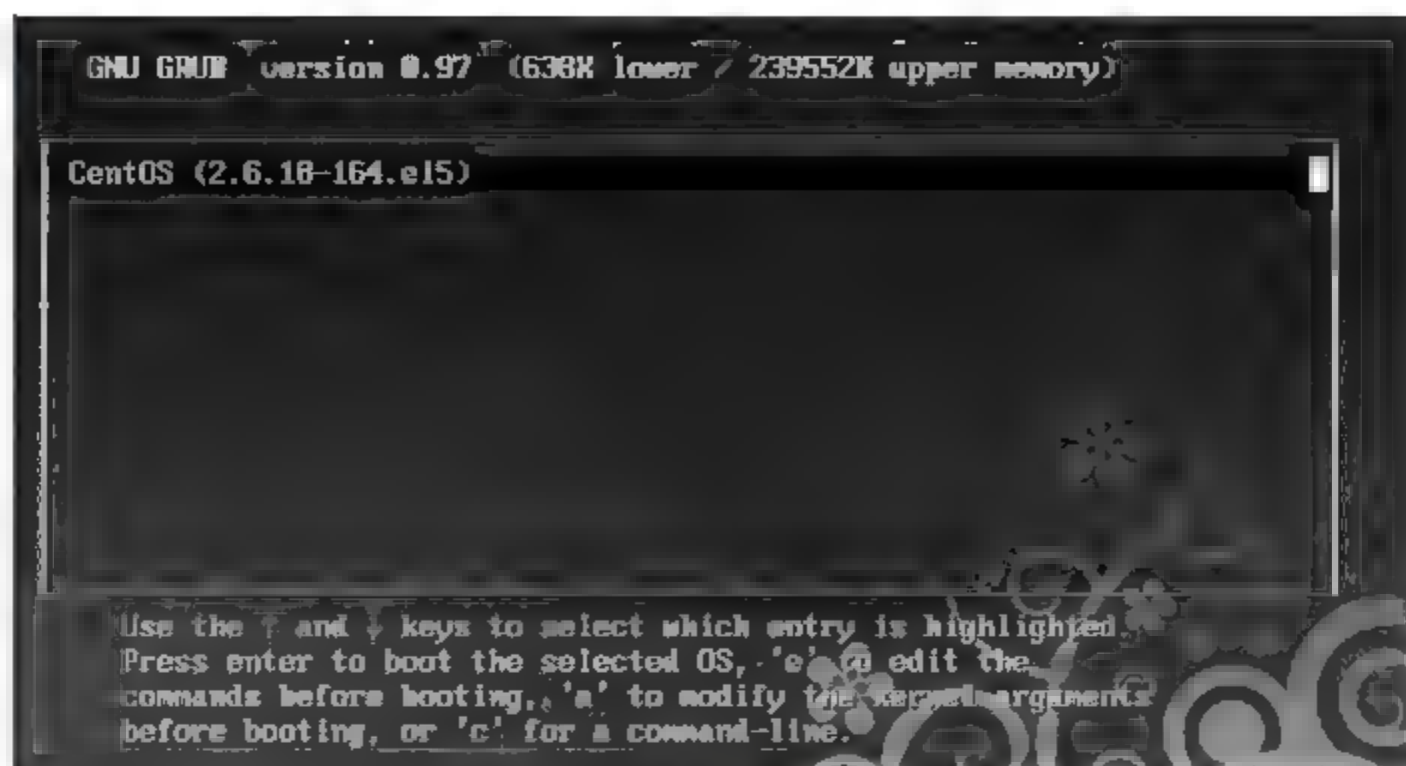 GNU GRUB version 0.97 (638K lower / 239552K upper memory)
CentOS (2.6.18-164.el5)
Use the ↑ and ↓ keys to select which entry is highlighted.
Press enter to boot the selected OS, 'e' to edit the
commands before booting, 'a' to modify the kernel arguments
before booting, or 'c' for a command-line.